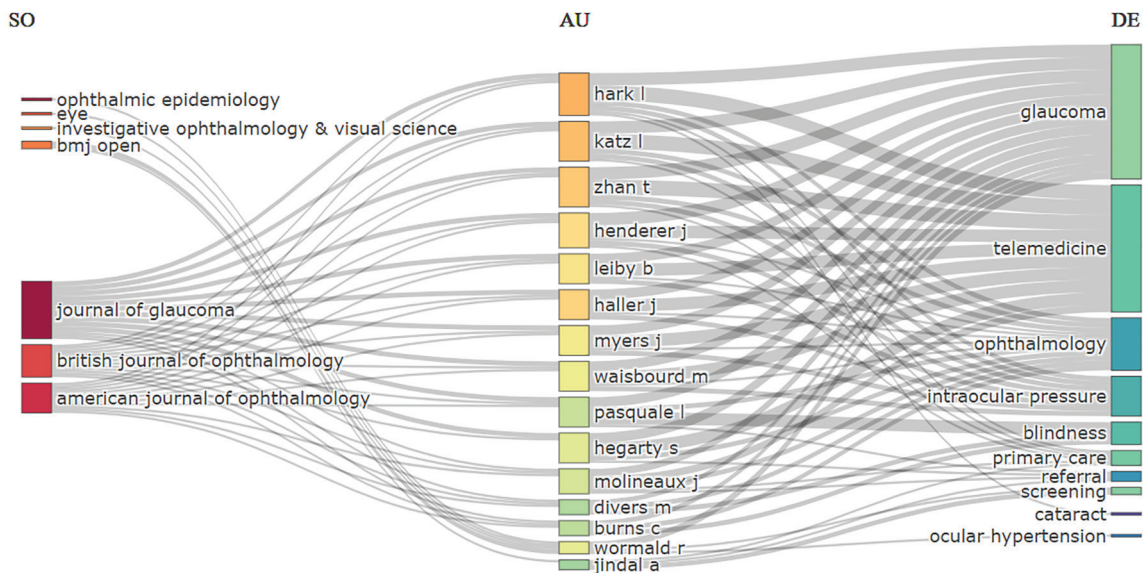 SO
AU
DE
ophthalmic epidemiology
eye
investigative ophthalmology & visual science
bmj open
journal of glaucoma
british journal of ophthalmology
american journal of ophthalmology
hark l
katz l
zhan t
henderer j
leiby b
haller j
myers j
waisbourd m
pasquale l
hegarty s
molineaux j
divers m
burns c
wormald r
jindal a
glaucoma
telemedicine
ophthalmology
intraocular pressure
blindness
primary care
referral
screening
cataract
ocular hypertension